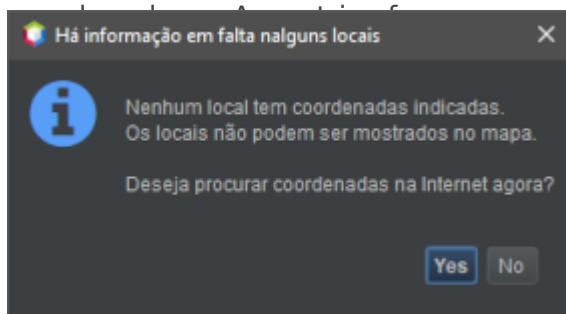 Há informação em falta nalguns locais
Nenhum local tem coordenadas indicadas.
Os locais não podem ser mostrados no mapa.
Deseja procurar coordenadas na Internet agora?
Yes No